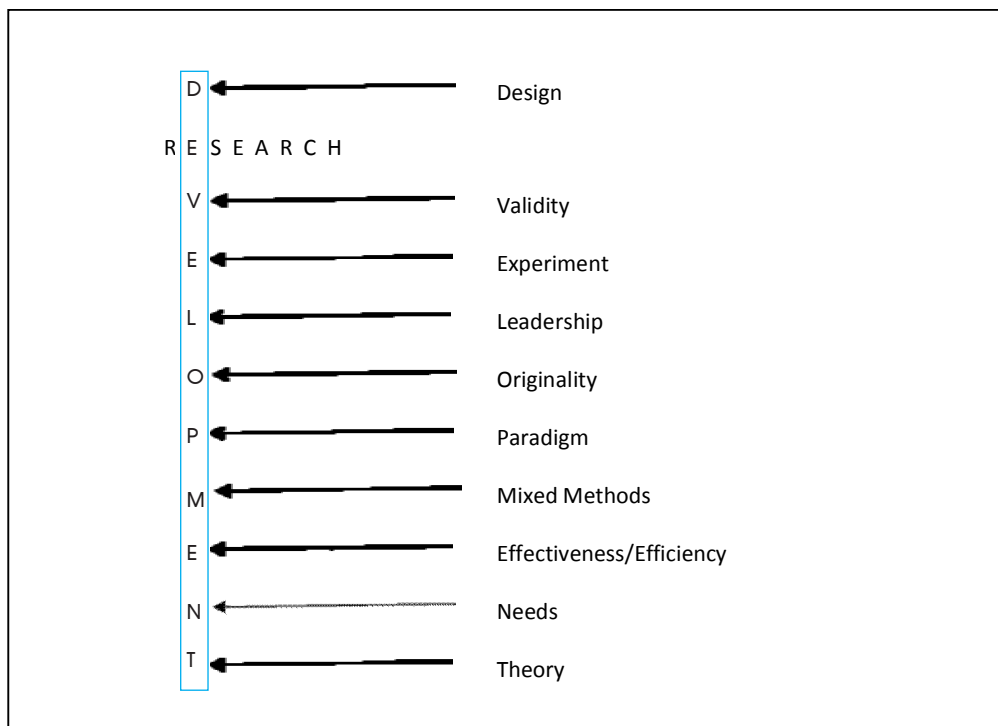 D Design
R E S E A R C H
V Validity
E Experiment
L Leadership
O Originality
P Paradigm
M Mixed Methods
E Effectiveness/Efficiency
N Needs
T Theory